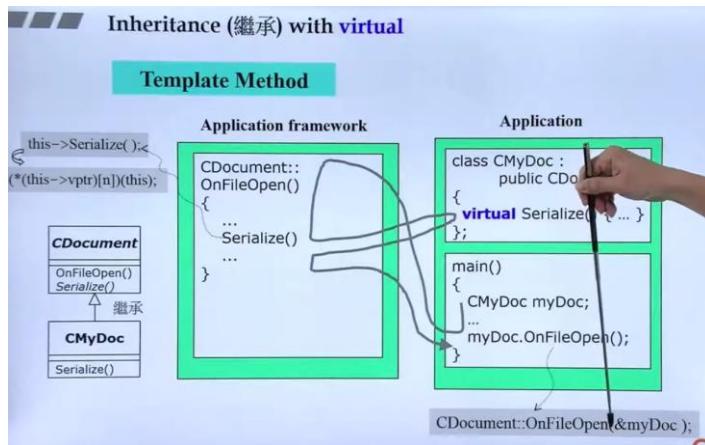 Inheritance (繼承) with virtual
Template Method
Application framework
Application
this->Serialize( );
(*(this->vptr)[n])(this);
CDocument::
OnFileOpen()
{
...
Serialize()
...
}
class CMyDoc :
public CDo
{
virtual Serialize() { ... }
};
main()
{
CMyDoc myDoc;
...
myDoc.OnFileOpen();
}
CDocument
OnFileOpen()
Serialize()
繼承
CMyDoc
Serialize()
CDocument::OnFileOpen(&myDoc );